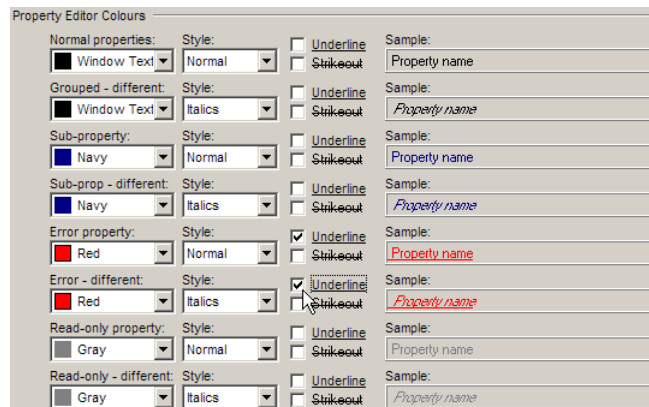 Property Editor Colours
Normal properties: Style: Underline Sample:
Window Text Normal Strikeout Property name
Grouped - different: Style: Underline Sample:
Window Text Italics Strikeout Property name
Sub-property: Style: Underline Sample:
Navy Normal Strikeout Property name
Sub-prop - different: Style: Underline Sample:
Navy Italics Strikeout Property name
Error property: Style: Underline Sample:
Red Normal Strikeout Property name
Error - different: Style: Underline Sample:
Red Italics Strikeout Property name
Read-only property: Style: Underline Sample:
Gray Normal Strikeout Property name
Read-only - different: Style: Underline Sample:
Gray Italics Strikeout Property name